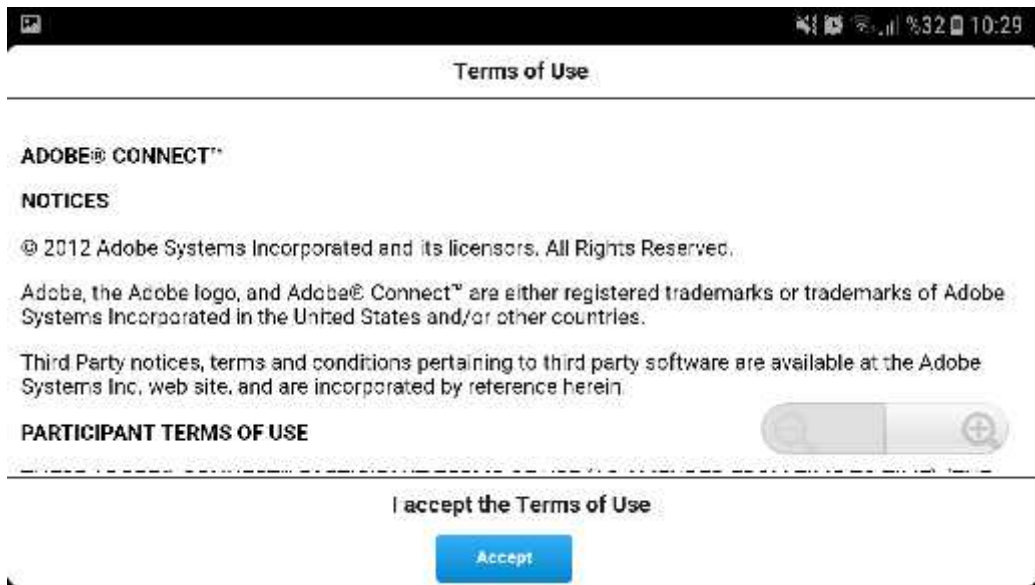 %32 10:29
Terms of Use
ADOBE® CONNECT™
NOTICES
© 2012 Adobe Systems Incorporated and its licensors. All Rights Reserved.
Adobe, the Adobe logo, and Adobe® Connect™ are either registered trademarks or trademarks of Adobe
Systems Incorporated in the United States and/or other countries.
Third Party notices, terms and conditions pertaining to third party software are available at the Adobe
Systems Inc. web site, and are incorporated by reference herein.
PARTICIPANT TERMS OF USE
I accept the Terms of Use
Accept